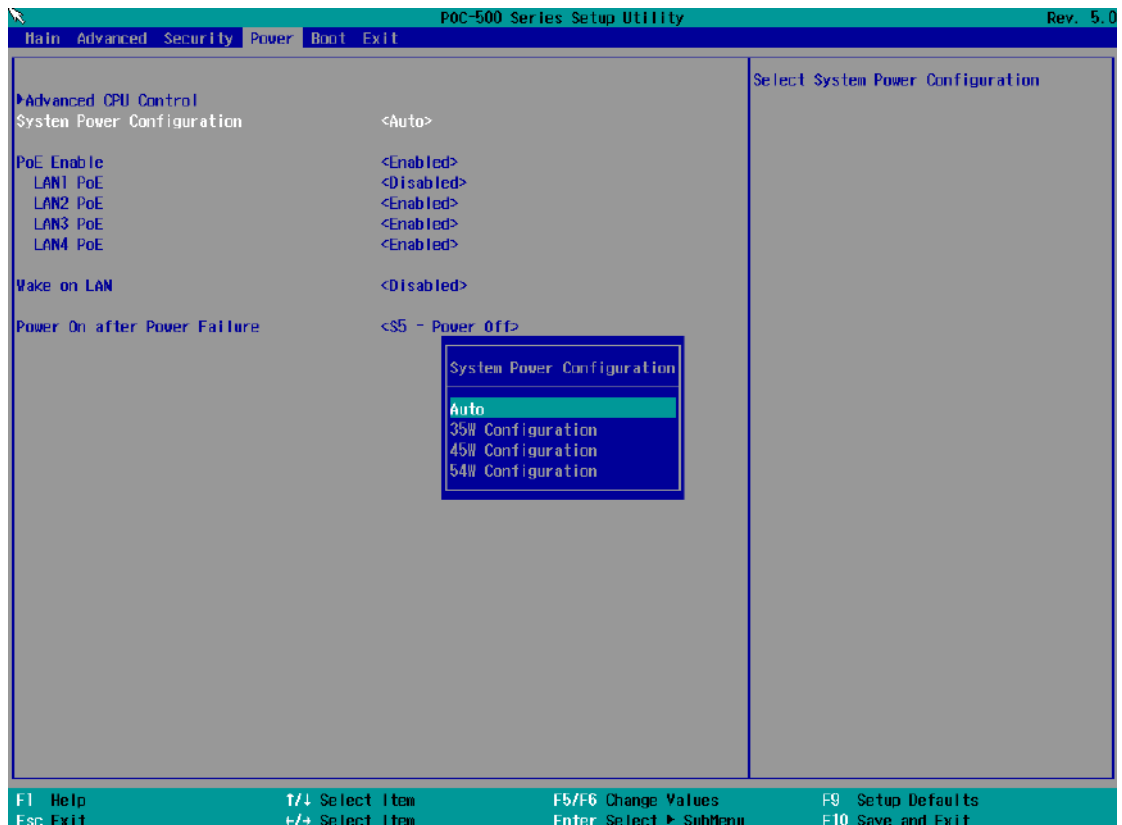 POC-500 Series Setup Utility Rev. 5.0
Main Advanced Security Power Boot Exit
Select System Power Configuration
▶Advanced CPU Control
System Power Configuration <Auto>
PoE Enable <Enabled>
LAN1 PoE <Disabled>
LAN2 PoE <Enabled>
LAN3 PoE <Enabled>
LAN4 PoE <Enabled>
Wake on LAN <Disabled>
Power On after Power Failure <S5 - Power Off>
System Power Configuration
Auto
35W Configuration
45W Configuration
54W Configuration
F1 Help ↑/↓ Select Item F5/F6 Change Values F9 Setup Defaults
Esc Exit ←/→ Select Item Enter Select ▶ SubMenu F10 Save and Exit